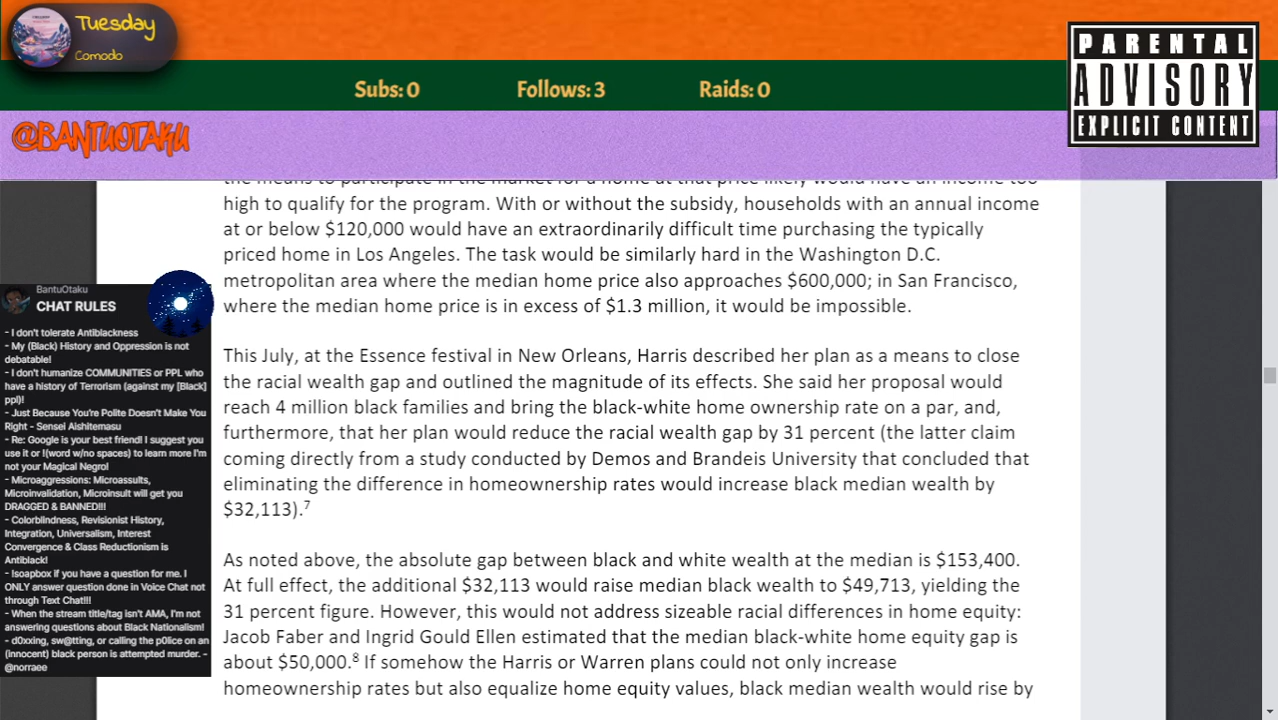 Tuesday
Comodo
PARENTAL
ADVISORY
EXPLICIT CONTENT
Subs: 0
Follows: 3
Raids: 0
@BANTUOTAKU
the means to participate in the market for a home at that price likely would have an income too
high to qualify for the program. With or without the subsidy, households with an annual income
at or below $120,000 would have an extraordinarily difficult time purchasing the typically
priced home in Los Angeles. The task would be similarly hard in the Washington D.C.
metropolitan area where the median home price also approaches $600,000; in San Francisco,
where the median home price is in excess of $1.3 million, it would be impossible.
This July, at the Essence festival in New Orleans, Harris described her plan as a means to close
the racial wealth gap and outlined the magnitude of its effects. She said her proposal would
reach 4 million black families and bring the black-white home ownership rate on a par, and,
furthermore, that her plan would reduce the racial wealth gap by 31 percent (the latter claim
coming directly from a study conducted by Demos and Brandeis University that concluded that
eliminating the difference in homeownership rates would increase black median wealth by
$32,113).7
As noted above, the absolute gap between black and white wealth at the median is $153,400.
At full effect, the additional $32,113 would raise median black wealth to $49,713, yielding the
31 percent figure. However, this would not address sizeable racial differences in home equity:
Jacob Faber and Ingrid Gould Ellen estimated that the median black-white home equity gap is
about $50,000.8 If somehow the Harris or Warren plans could not only increase
homeownership rates but also equalize home equity values, black median wealth would rise by
BantuOtaku
CHAT RULES
- I don't tolerate Antiblackness
- My (Black) History and Oppression is not
debatable!
- I don't humanize COMMUNITIES or PPL who
have a history of Terrorism (against my [Black]
ppl)!
- Just Because You're Polite Doesn't Make You
Right - Sensei Aishitemasu
- Re: Google is your best friend! I suggest you
use it or !(word w/no spaces) to learn more I'm
not your Magical Negro!
- Microaggressions: Microassults,
Microinvalidation, Microinsult will get you
DRAGGED & BANNED!!!
- Colorblindness, Revisionist History,
Integration, Universalism, Interest
Convergence & Class Reductionism is
Antiblack!
- !soapbox if you have a question for me. I
ONLY answer question done in Voice Chat not
through Text Chat!!!
- When the stream title/tag isn't AMA, I'm not
answering questions about Black Nationalism!
- d0xxing, sw@tting, or calling the p0lice on an
(innocent) black person is attempted murder. -
@norraee